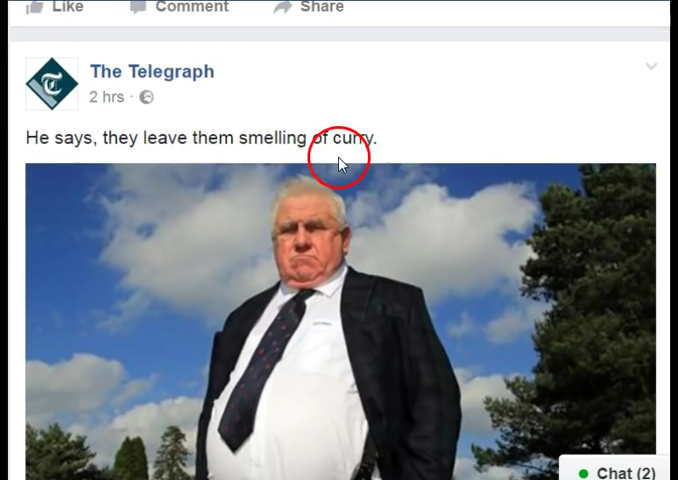 Like Comment Share
The Telegraph
2 hrs ·
He says, they leave them smelling of curry.
Chat (2)